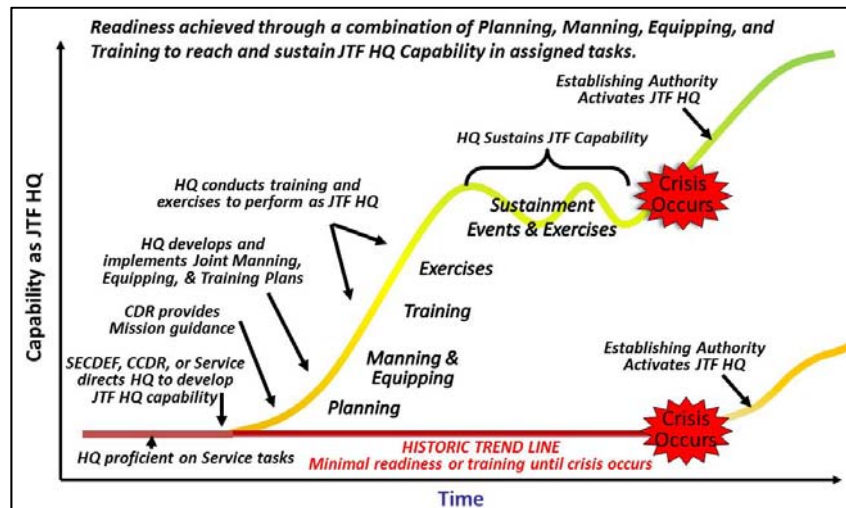 Readiness achieved through a combination of Planning, Manning, Equipping, and
Training to reach and sustain JTF HQ Capability in assigned tasks.
Establishing Authority
Activates JTF HQ
HQ Sustains JTF Capability
Crisis
Occurs
HQ conducts training and
exercises to perform as JTF HQ
Sustainment
Events & Exercises
HQ develops and
implements Joint Manning,
Equipping, & Training Plans
Exercises
CDR provides
Mission guidance
Training
SECDEF, CCDR, or Service
directs HQ to develop
JTF HQ capability
Manning &
Equipping
Planning
Establishing Authority
Activates JTF HQ
Crisis
Occurs
HQ proficient on Service tasks
HISTORIC TREND LINE
Minimal readiness or training until crisis occurs
Capability as JTF HQ
Time